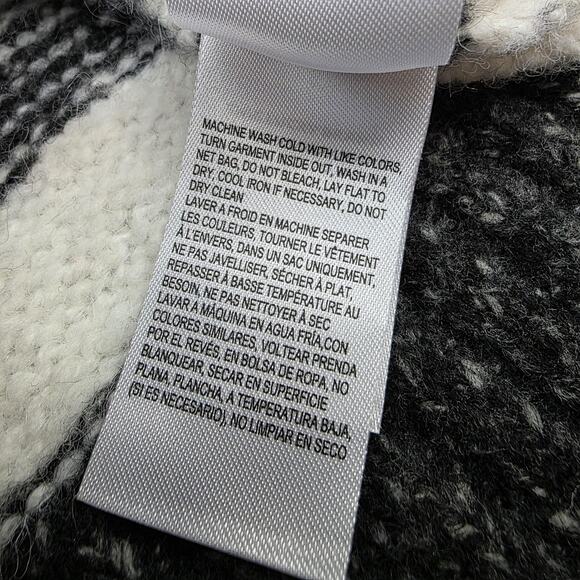 MACHINE WASH COLD WITH LIKE COLORS,
TURN GARMENT INSIDE OUT, WASH IN A
NET BAG, DO NOT BLEACH, LAY FLAT TO
DRY, COOL IRON IF NECESSARY, DO NOT
DRY CLEAN
LAVER A FROID EN MACHINE SEPARER
LES COULEURS, TOURNER LE VÊTEMENT
À L'ENVERS, DANS UN SAC UNIQUEMENT,
NE PAS JAVELLISER, SÉCHER À PLAT,
REPASSER À BASSE TEMPÉRATURE AU
BESOIN, NE PAS NETTOYER À SEC
LAVAR A MÁQUINA EN AGUA FRÍA,CON
COLORES SIMILARES, VOLTEAR PRENDA
POR EL REVÉS, EN BOLSA DE ROPA, NO
BLANQUEAR, SECAR EN SUPERFICIE
PLANA, PLANCHA, A TEMPERATURA BAJA,
(SI ES NECESARIO), NO LIMPIAR EN SECO